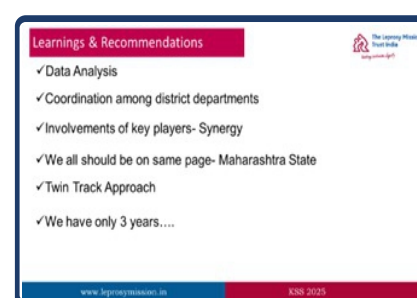 Learnings & Recommendations
The Leprosy Mission
Trust India
✓Data Analysis
✓Coordination among district departments
✓Involvements of key players- Synergy
✓We all should be on same page- Maharashtra State
✓Twin Track Approach
✓We have only 3 years....
www.leprosymission.in
KSS 2025